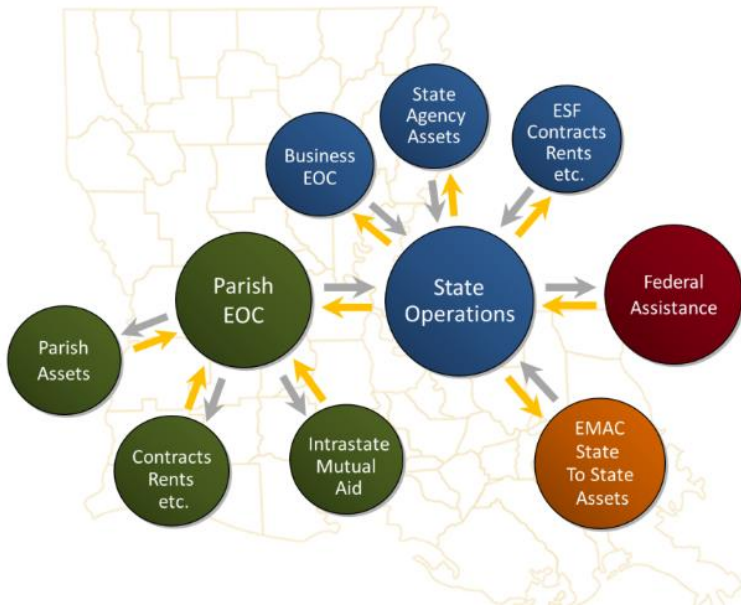 State
Agency
Assets
ESF
Contracts
Rents
etc.
Business
EOC
Parish
EOC
State
Operations
Federal
Assistance
Parish
Assets
Contracts
Rents
etc.
Intrastate
Mutual
Aid
EMAC
State
To State
Assets